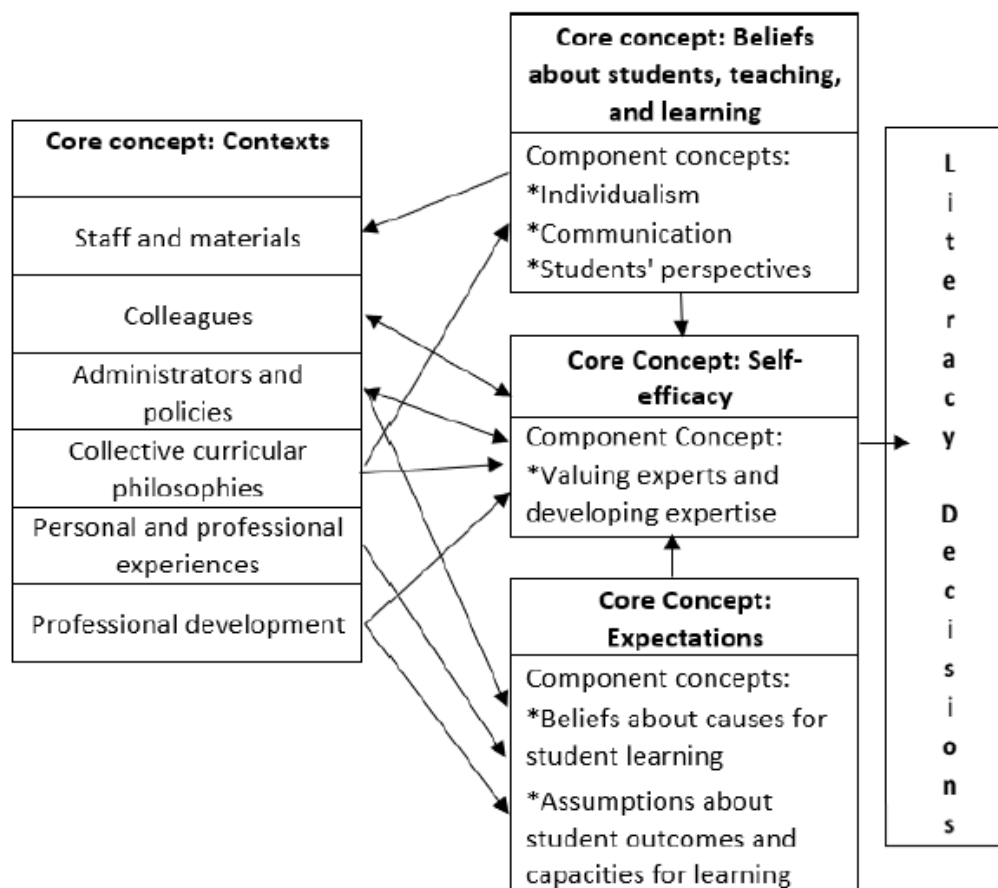 Core concept: Contexts
Staff and materials
Colleagues
Administrators and
policies
Collective curricular
philosophies
Personal and professional
experiences
Professional development
Core concept: Beliefs
about students, teaching,
and learning
Component concepts:
*Individualism
*Communication
*Students' perspectives
Core Concept: Self-
efficacy
Component Concept:
*Valuing experts and
developing expertise
Core Concept:
Expectations
Component concepts:
*Beliefs about causes for
student learning
*Assumptions about
student outcomes and
capacities for learning
Literacy Decisions